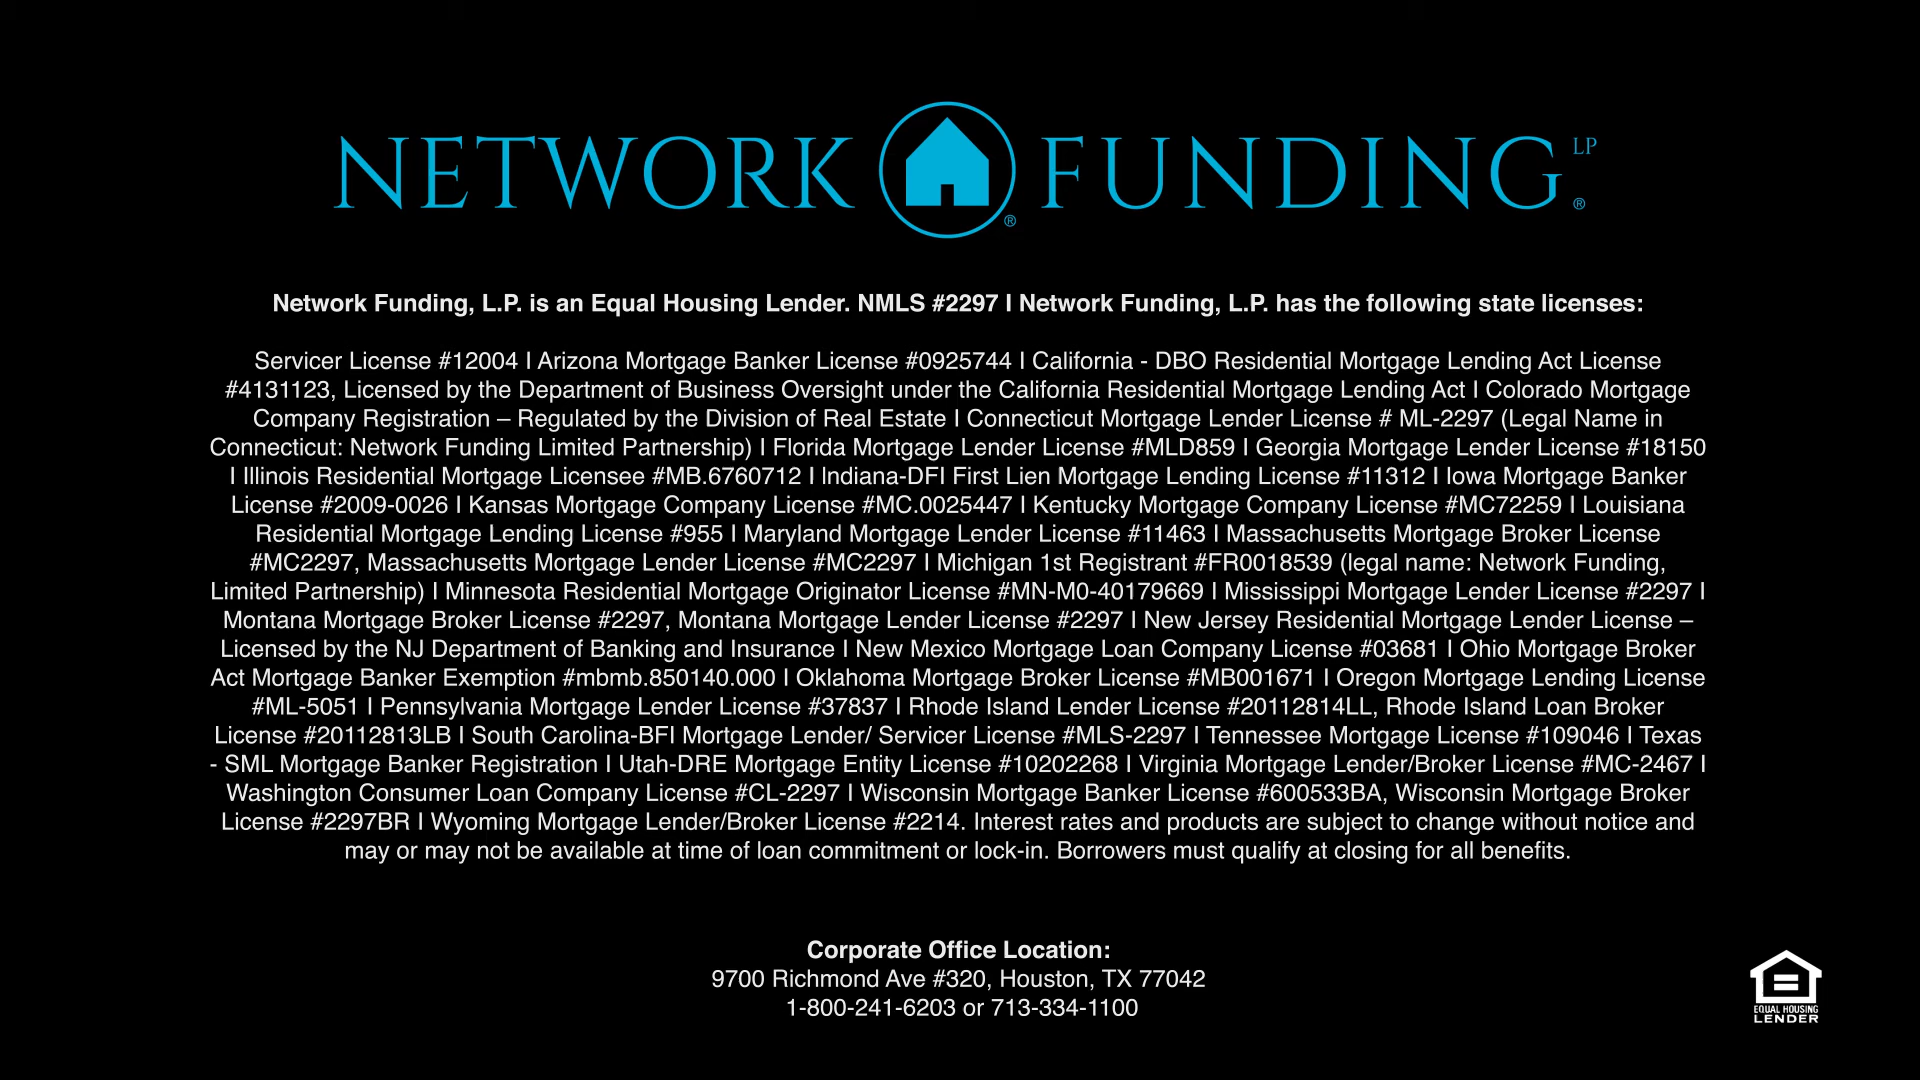 NETWORK FUNDING LP ®
®
Network Funding, L.P. is an Equal Housing Lender. NMLS #2297 I Network Funding, L.P. has the following state licenses:
Servicer License #12004 I Arizona Mortgage Banker License #0925744 I California - DBO Residential Mortgage Lending Act License
#4131123, Licensed by the Department of Business Oversight under the California Residential Mortgage Lending Act I Colorado Mortgage
Company Registration – Regulated by the Division of Real Estate I Connecticut Mortgage Lender License # ML-2297 (Legal Name in
Connecticut: Network Funding Limited Partnership) I Florida Mortgage Lender License #MLD859 I Georgia Mortgage Lender License #18150
I Illinois Residential Mortgage Licensee #MB.6760712 I Indiana-DFI First Lien Mortgage Lending License #11312 I Iowa Mortgage Banker
License #2009-0026 I Kansas Mortgage Company License #MC.0025447 I Kentucky Mortgage Company License #MC72259 I Louisiana
Residential Mortgage Lending License #955 I Maryland Mortgage Lender License #11463 I Massachusetts Mortgage Broker License
#MC2297, Massachusetts Mortgage Lender License #MC2297 I Michigan 1st Registrant #FR0018539 (legal name: Network Funding,
Limited Partnership) I Minnesota Residential Mortgage Originator License #MN-M0-40179669 I Mississippi Mortgage Lender License #2297 I
Montana Mortgage Broker License #2297, Montana Mortgage Lender License #2297 I New Jersey Residential Mortgage Lender License –
Licensed by the NJ Department of Banking and Insurance I New Mexico Mortgage Loan Company License #03681 I Ohio Mortgage Broker
Act Mortgage Banker Exemption #mbmb.850140.000 I Oklahoma Mortgage Broker License #MB001671 I Oregon Mortgage Lending License
#ML-5051 I Pennsylvania Mortgage Lender License #37837 I Rhode Island Lender License #20112814LL, Rhode Island Loan Broker
License #20112813LB I South Carolina-BFI Mortgage Lender/ Servicer License #MLS-2297 I Tennessee Mortgage License #109046 I Texas
- SML Mortgage Banker Registration I Utah-DRE Mortgage Entity License #10202268 I Virginia Mortgage Lender/Broker License #MC-2467 I
Washington Consumer Loan Company License #CL-2297 I Wisconsin Mortgage Banker License #600533BA, Wisconsin Mortgage Broker
License #2297BR I Wyoming Mortgage Lender/Broker License #2214. Interest rates and products are subject to change without notice and
may or may not be available at time of loan commitment or lock-in. Borrowers must qualify at closing for all benefits.
Corporate Office Location:
9700 Richmond Ave #320, Houston, TX 77042
1-800-241-6203 or 713-334-1100
EQUAL HOUSING
LENDER